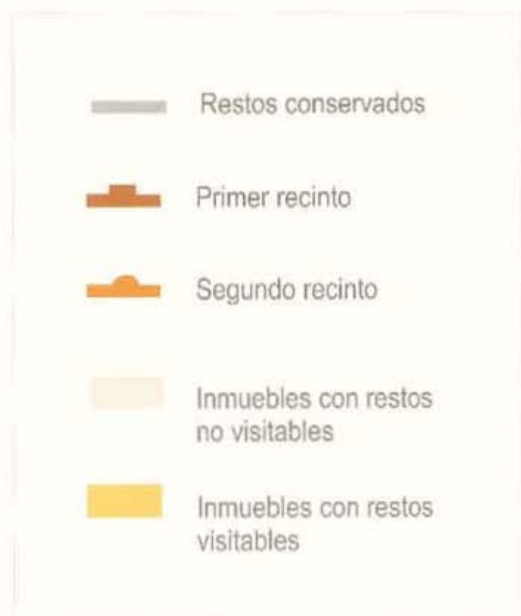 Restos conservados
Primer recinto
Segundo recinto
Inmuebles con restos
no visitables
Inmuebles con restos
visitables